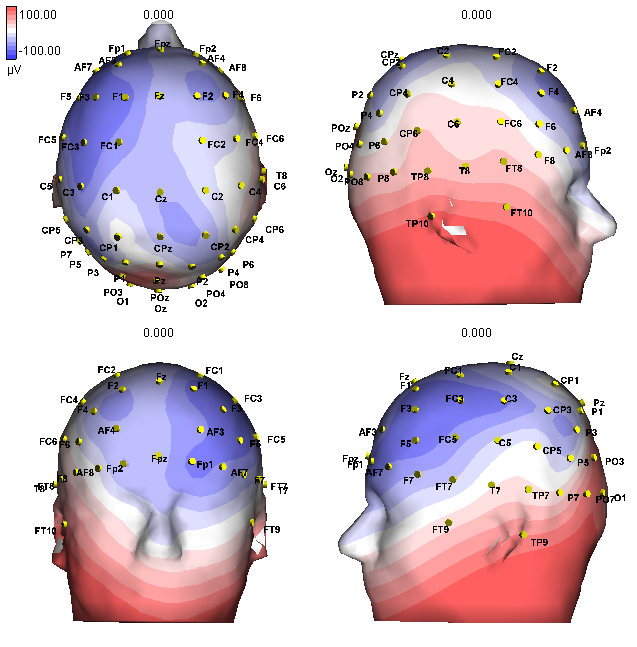 100.00
-100.00
µV
0.000
0.000
Fp1 Fpz Fp2
AF7 AF3 AF4 AF8
F5 F3 F1 Fz F2 F4 F6
FC5 FC3 FC1 FC2 FC4 FC6
T8
C5 C3 C1 Cz C2 C4 C6
CP5 CP3 CP1 CPz CP2 CP4 CP6
P7 P5 P3 P1 Pz P2 P4 P6
PO3 O1 POz Oz O2 PO4 PO8
CPz CP2 C2 FC2 F2
P2 CP4 C4 FC4 F4
POz P4 AF4
PO4 P6 CP6 C6 FC6 F6 Fp2
Oz O2 PO8 P8 TP8 T8 FT8 F8 AF8
TP10 FT10
0.000
0.000
FC2 Fz FC1
FC4 F2 F1 FC3
F4 F3
FC6 F6 AF4 AF3 F5 FC5
FT8 T8 F8 AF8 Fp2 Fpz Fp1 AF7 F7 FT7 T7
FT10 FT9
Cz
Fz FC1 C1 CP1
F1 Pz
F3 FC3 C3 CP3 P1
AF3 F5 FC5 C5 CP5 P3
Fpz Fp1 AF7 F7 FT7 T7 TP7 P5 PO3
P7 PO7 O1
FT9 TP9